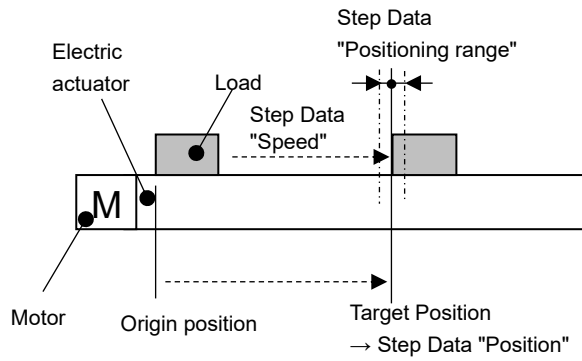 Step Data
"Positioning range"
Electric
actuator
Load
Step Data
"Speed"
M
Motor
Origin position
Target Position
→ Step Data "Position"